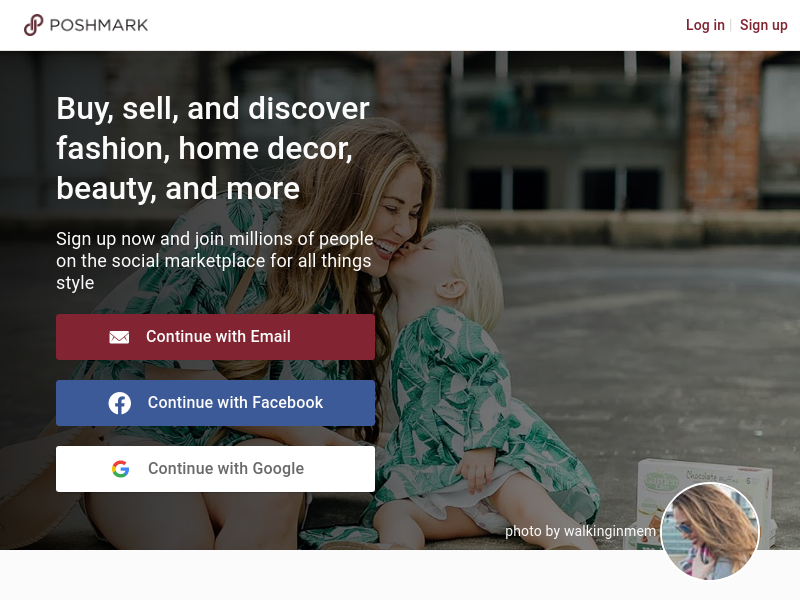 POSHMARK
Log in
Sign up
Buy, sell, and discover
fashion, home decor,
beauty, and more
Sign up now and join millions of people
on the social marketplace for all things
style
Continue with Email
Continue with Facebook
Continue with Google
Chocolate
photo by walkinginmem